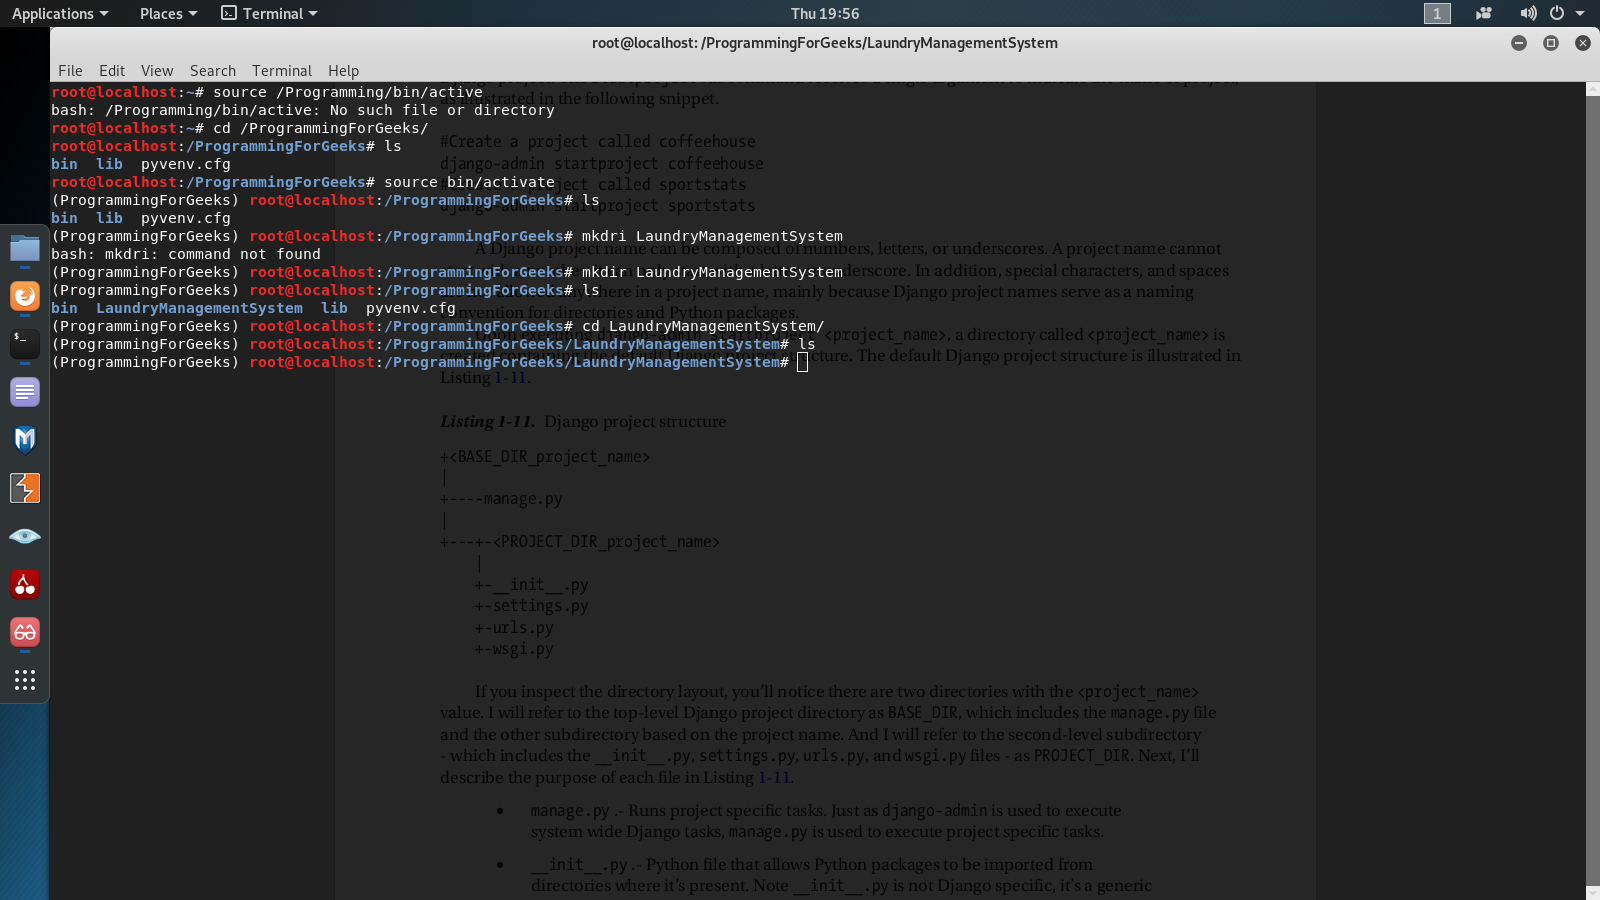 Applications Places Terminal Thu 19:56 1
root@localhost: /ProgrammingForGeeks/LaundryManagementSystem
File Edit View Search Terminal Help
root@localhost:~# source /Programming/bin/active
as illustrated in the following snippet.
bash: /Programming/bin/active: No such file or directory
root@localhost:~# cd /ProgrammingForGeeks/
#Create a project called coffeehouse
root@localhost:/ProgrammingForGeeks# ls
bin lib pyvenv.cfg
django-admin startproject coffeehouse
root@localhost:/ProgrammingForGeeks# source bin/activate
project called sportstats
(ProgrammingForGeeks) root@localhost:/ProgrammingForGeeks# ls
django-admin startproject sportstats
bin lib pyvenv.cfg
(ProgrammingForGeeks) root@localhost:/ProgrammingForGeeks# mkdri LaundryManagementSystem
A Django project name can be composed of numbers, letters, or underscores. A project name cannot
bash: mkdri: command not found
(ProgrammingForGeeks) root@localhost:/ProgrammingForGeeks# mkdir LaundryManagementSystem
underscore. In addition, special characters, and spaces
(ProgrammingForGeeks) root@localhost:/ProgrammingForGeeks# ls
anywhere in a project name, mainly because Django project names serve as a naming
bin LaundryManagementSystem lib pyvenv.cfg
convention for directories and Python packages.
(ProgrammingForGeeks) root@localhost:/ProgrammingForGeeks# cd LaundryManagementSystem/
Upon executing django-admin startproject <project_name>, a directory called <project_name> is
(ProgrammingForGeeks) root@localhost:/ProgrammingForGeeks/LaundryManagementSystem# ls
created containing the default Django project structure. The default Django project structure is illustrated in
(ProgrammingForGeeks) root@localhost:/ProgrammingForGeeks/LaundryManagementSystem#
Listing 1-11.
Listing 1-11. Django project structure
+<BASE_DIR_project_name>
|
+----manage.py
|
+---+-<PROJECT_DIR_project_name>
|
+-__init__.py
+-settings.py
+-urls.py
+-wsgi.py
If you inspect the directory layout, you'll notice there are two directories with the <project_name>
value. I will refer to the top-level Django project directory as BASE_DIR, which includes the manage.py file
and the other subdirectory based on the project name. And I will refer to the second-level subdirectory
- which includes the __init__.py, settings.py, urls.py, and wsgi.py files - as PROJECT_DIR. Next, I'll
describe the purpose of each file in Listing 1-11.
• manage.py .- Runs project specific tasks. Just as django-admin is used to execute
system wide Django tasks, manage.py is used to execute project specific tasks.
• __init__.py .- Python file that allows Python packages to be imported from
directories where it's present. Note __init__.py is not Django specific, it's a generic